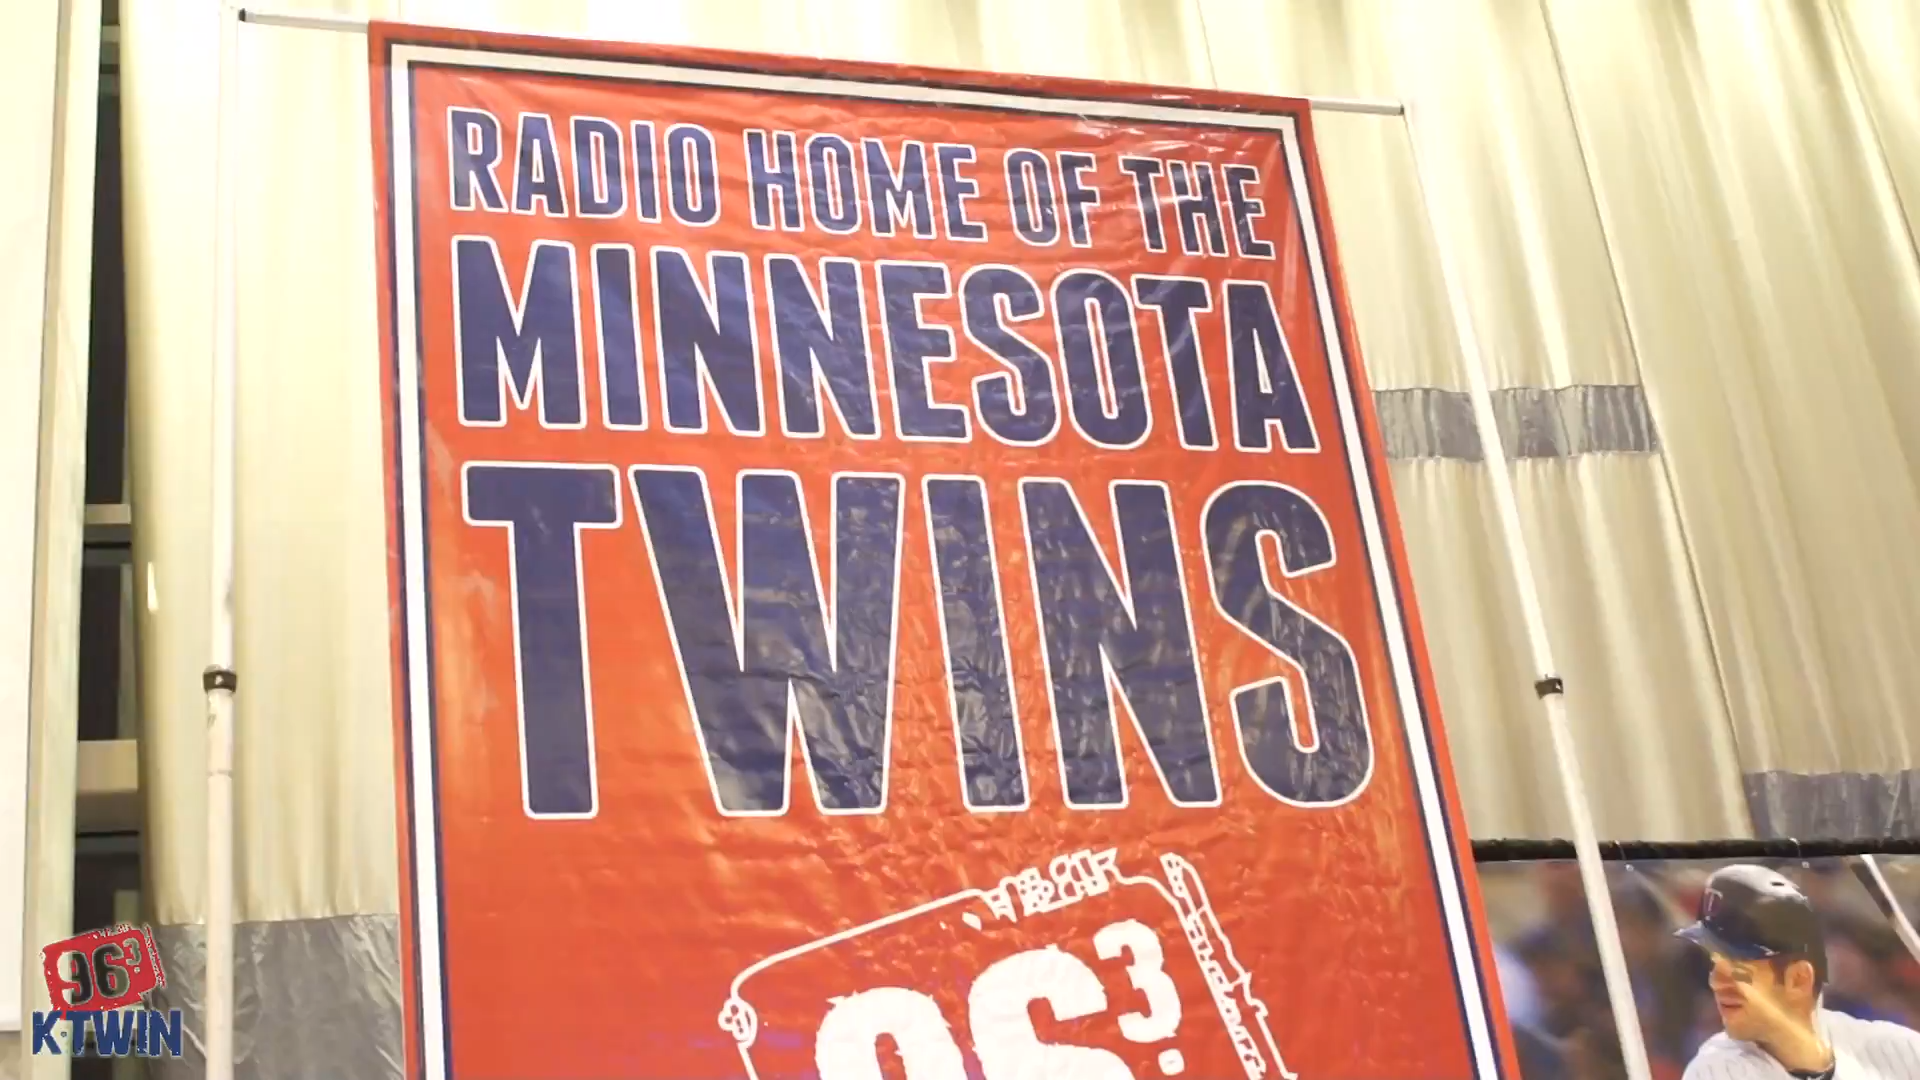 RADIO HOME OF THE
MINNESOTA
TWINS
96.3
96.3
K·TWIN
T